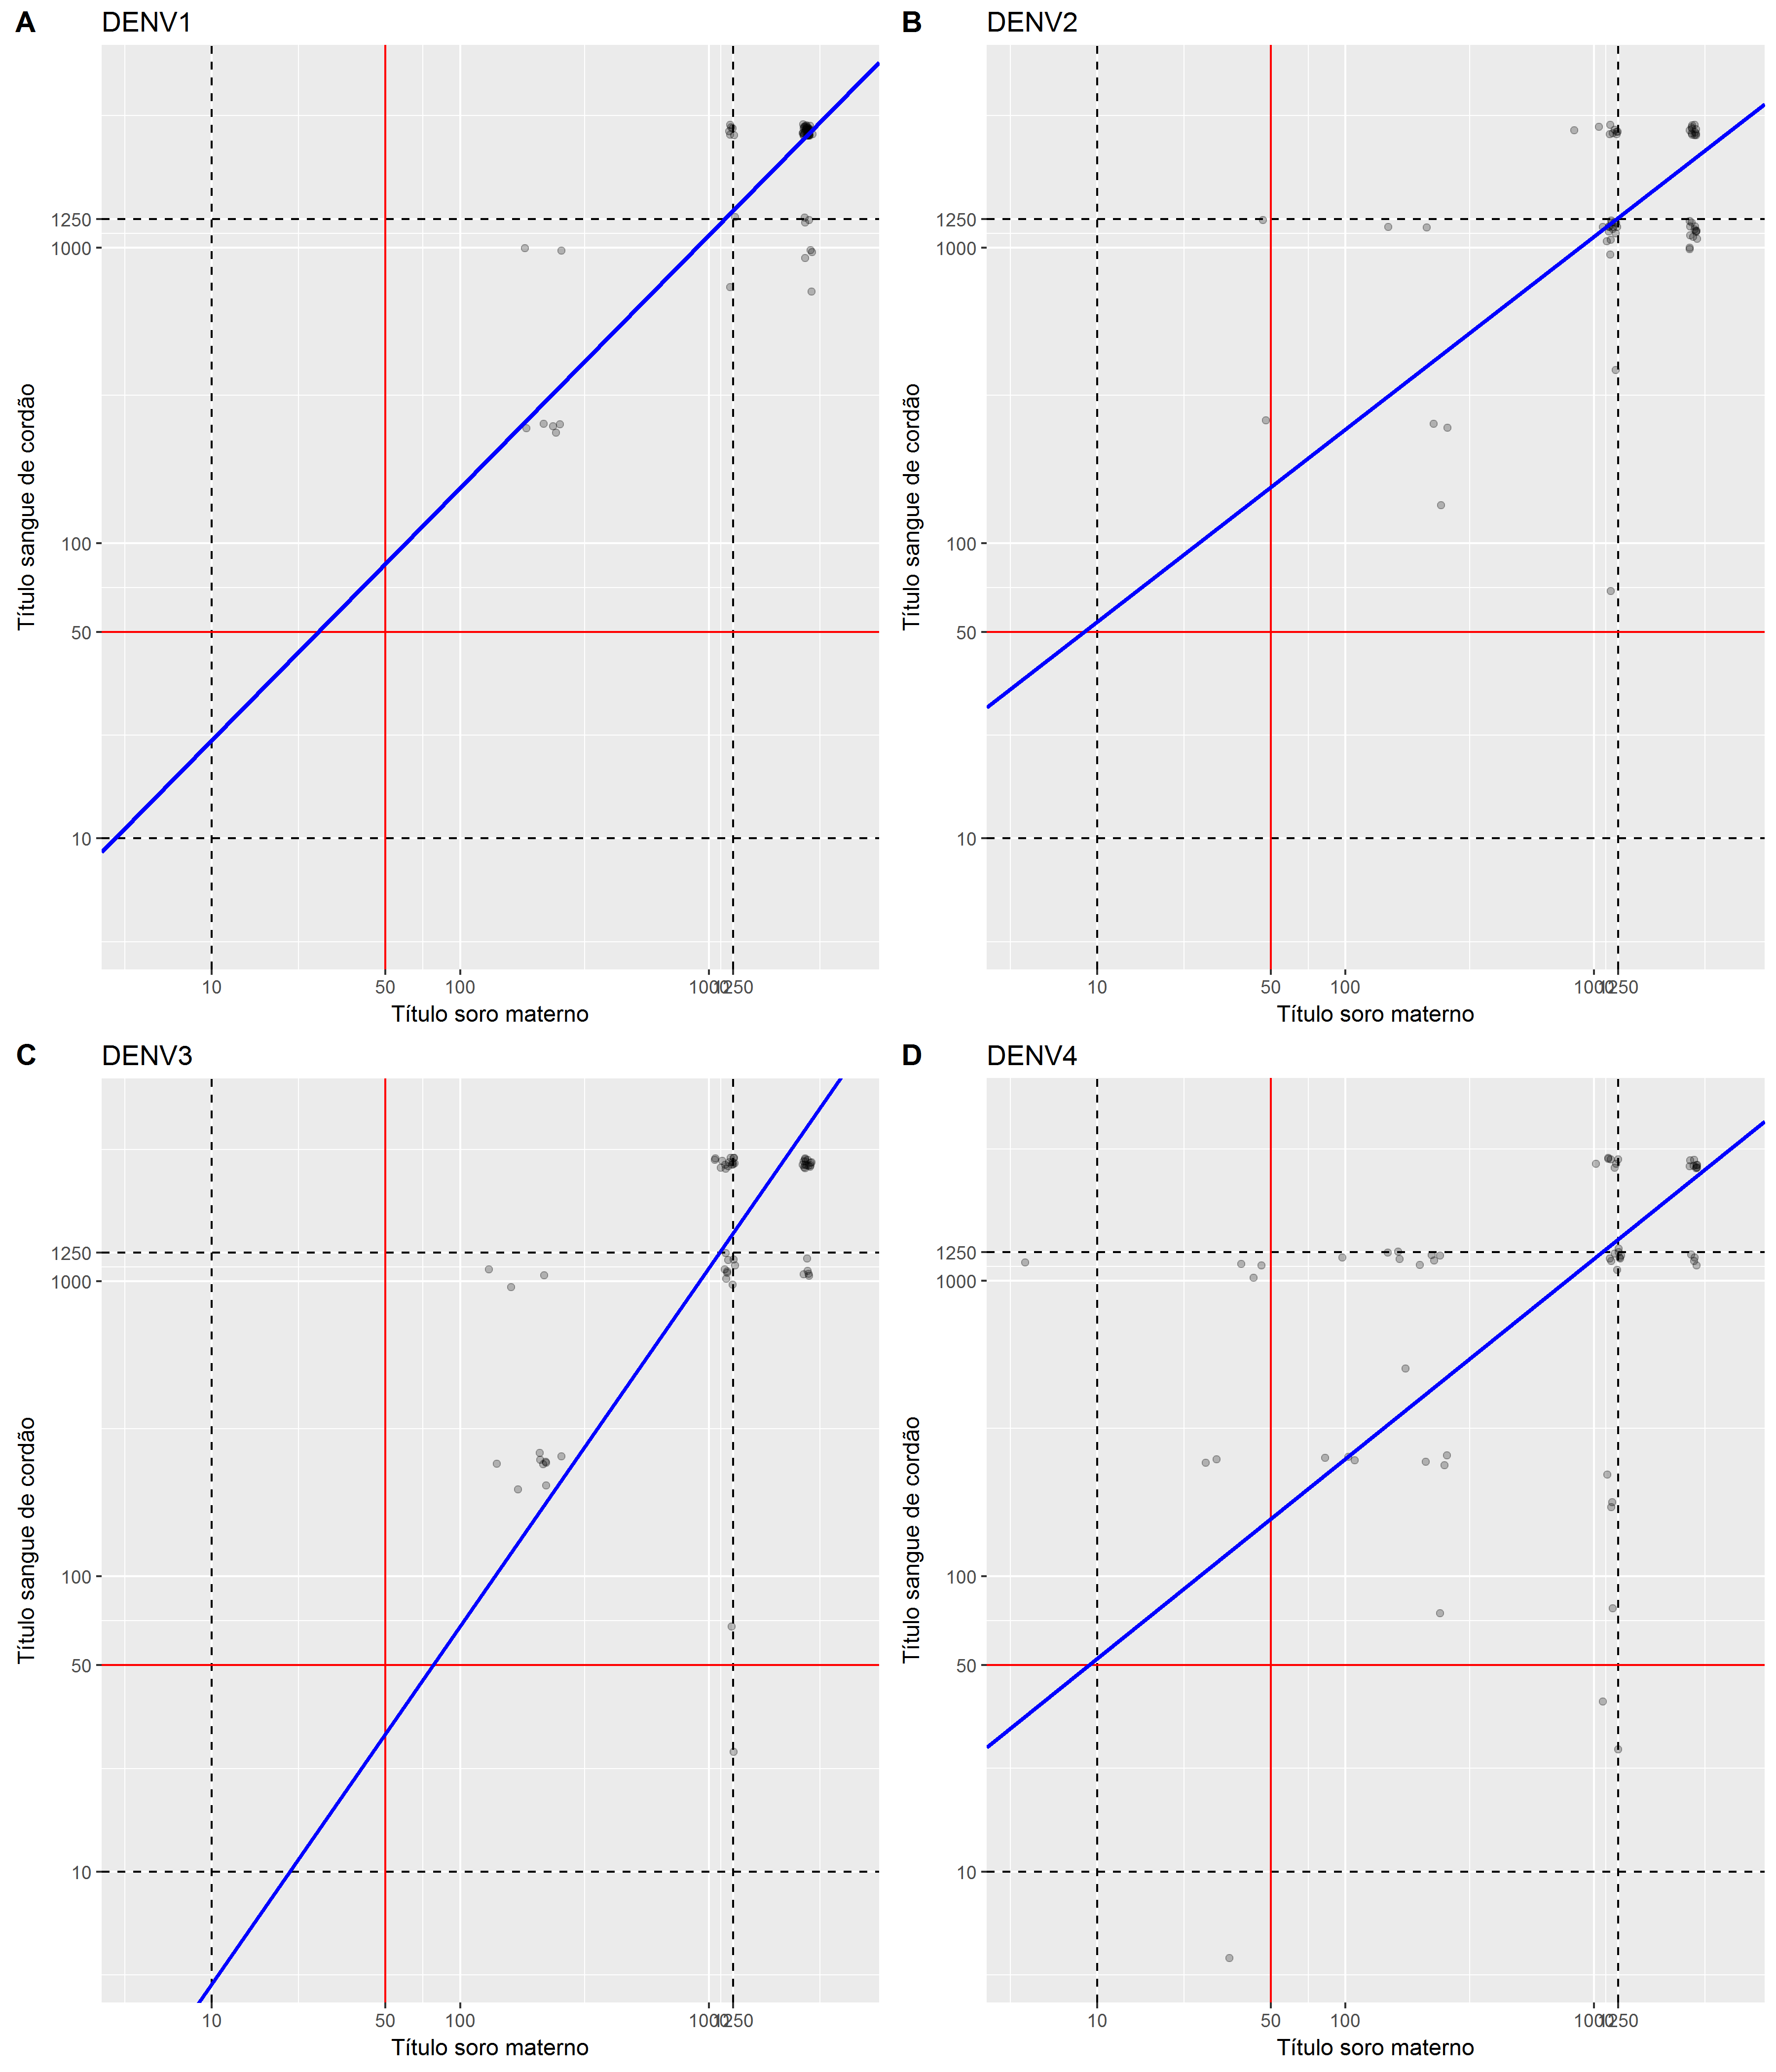 A DENV1
Título sangue de cordão
1250
1000
100
50
10
10 50 100 1000 1250
Título soro materno
B DENV2
Título sangue de cordão
1250
1000
100
50
10
10 50 100 1000 1250
Título soro materno
C DENV3
Título sangue de cordão
1250
1000
100
50
10
10 50 100 1000 1250
Título soro materno
D DENV4
Título sangue de cordão
1250
1000
100
50
10
10 50 100 1000 1250
Título soro materno